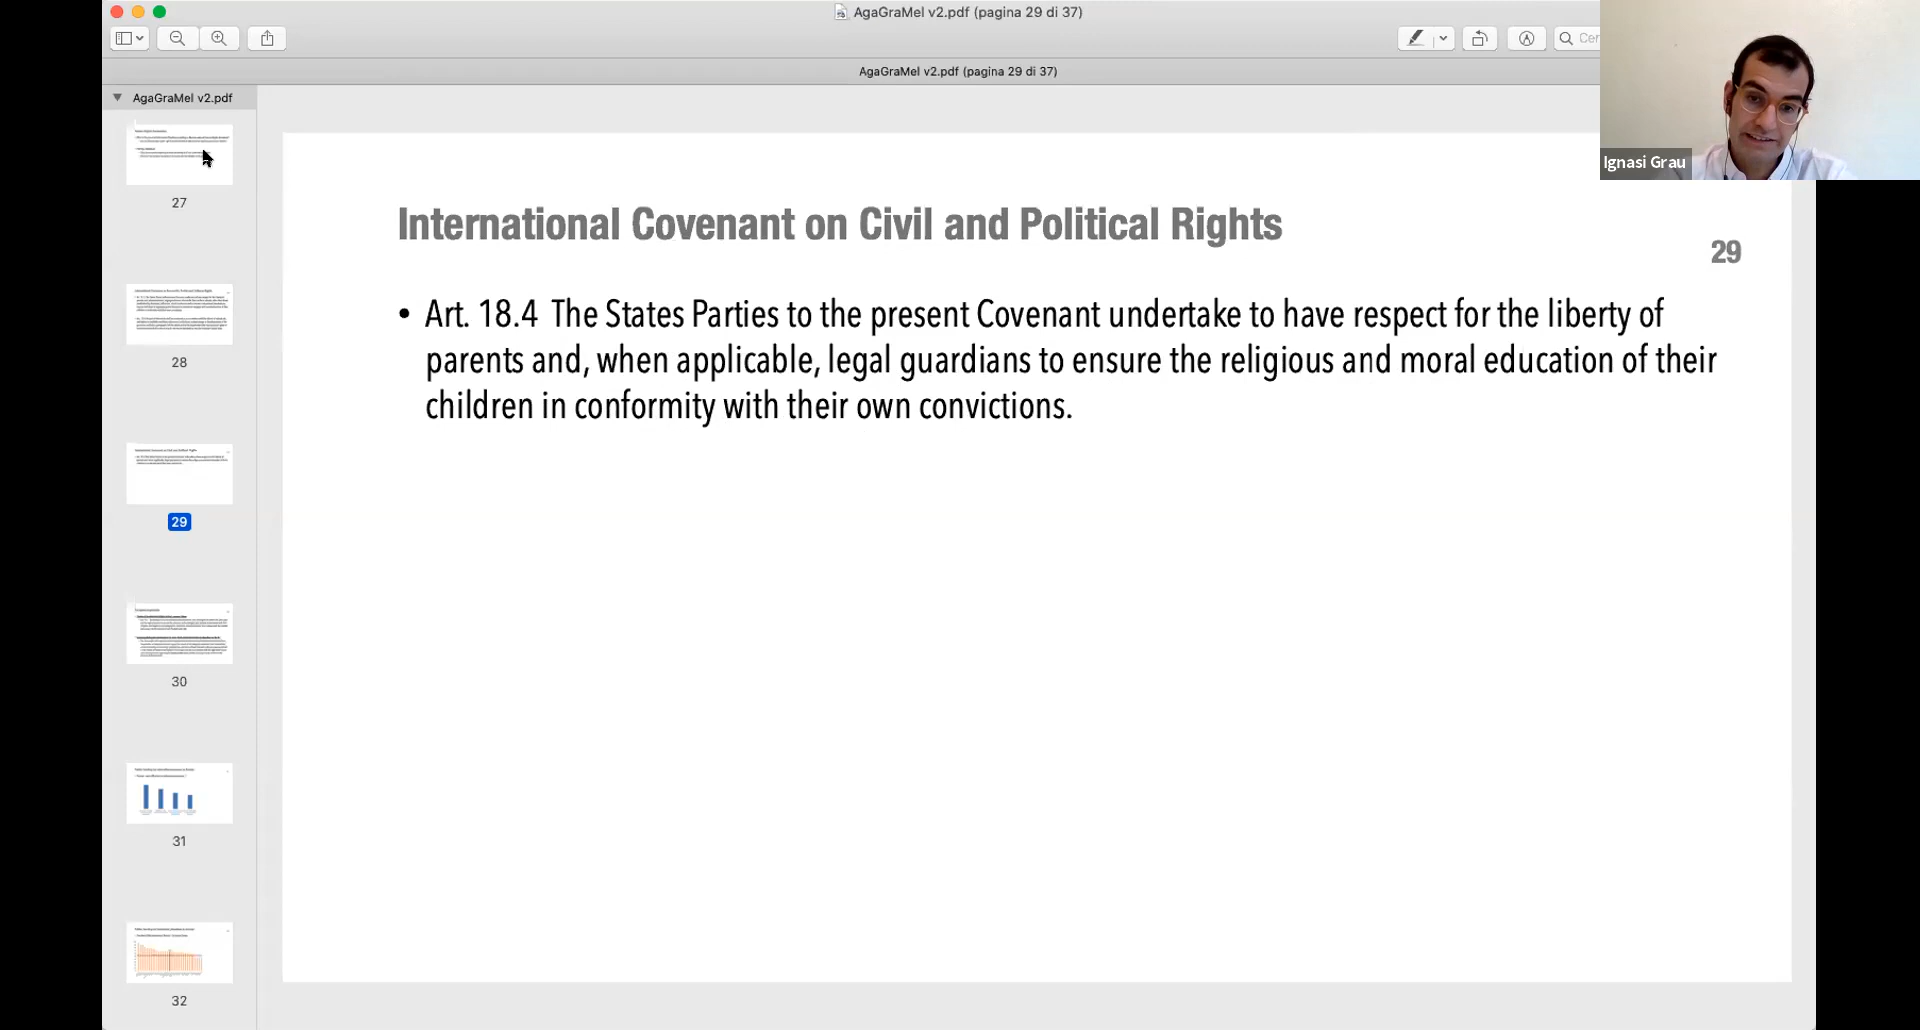 AgaGraMel v2.pdf (pagina 29 di 37)
Cer
AgaGraMel v2.pdf (pagina 29 di 37)
Ignasi Grau
AgaGraMel v2.pdf
27
28
29
30
31
32
International Covenant on Civil and Political Rights
29
• Art. 18.4 The States Parties to the present Covenant undertake to have respect for the liberty of
parents and, when applicable, legal guardians to ensure the religious and moral education of their
children in conformity with their own convictions.